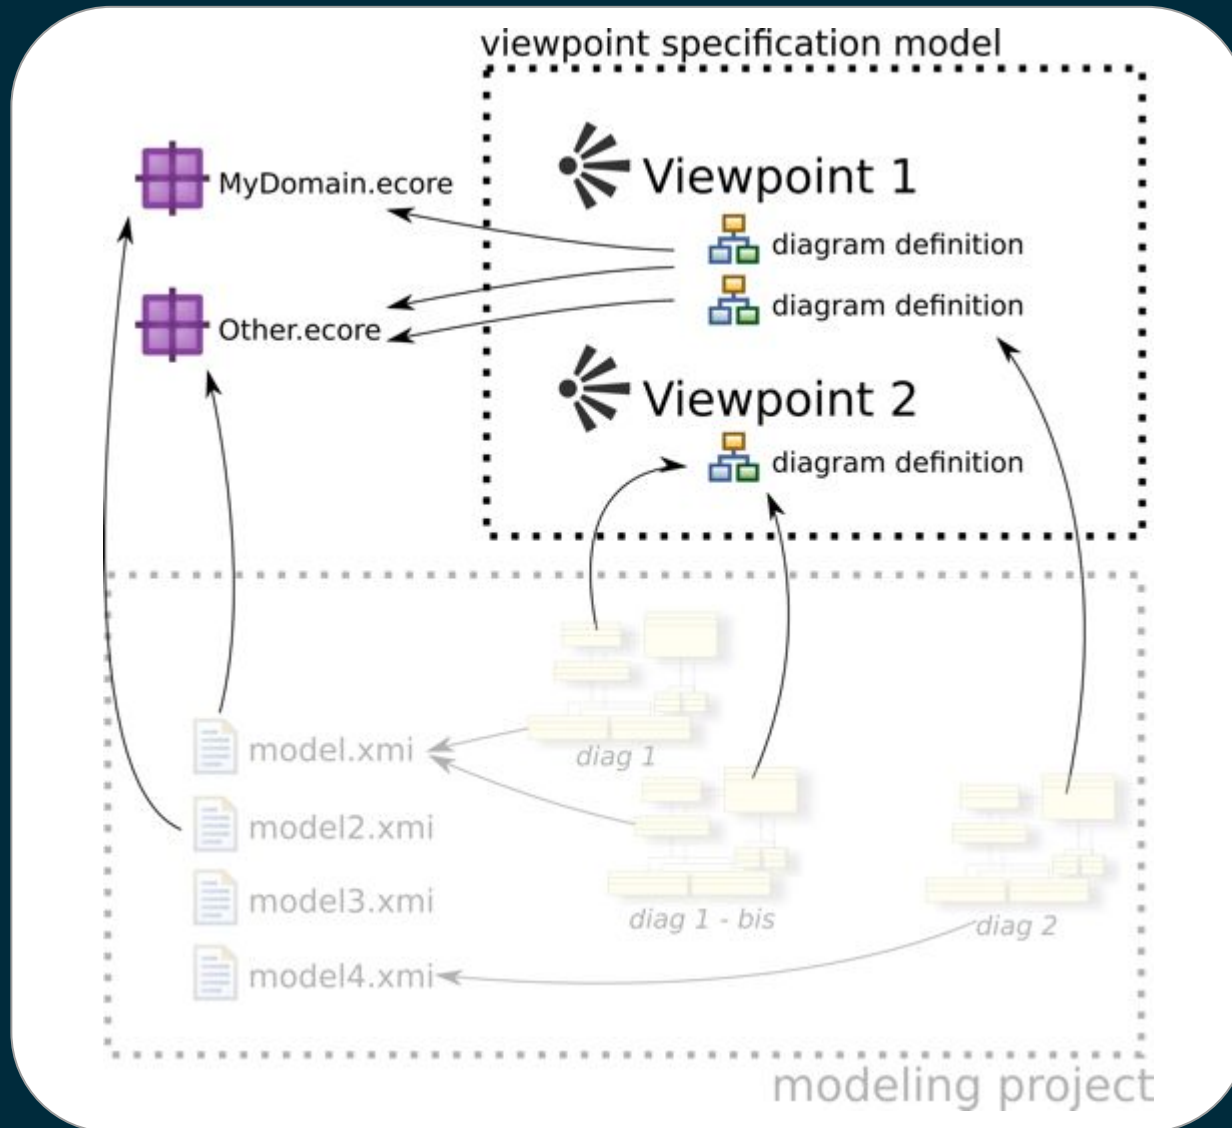 viewpoint specification model
Viewpoint 1
MyDomain.ecore
diagram definition
diagram definition
Other.ecore
Viewpoint 2
diagram definition
model.xmi
diag 1
model2.xmi
model3.xmi
diag 1 - bis
diag 2
model4.xmi
modeling project